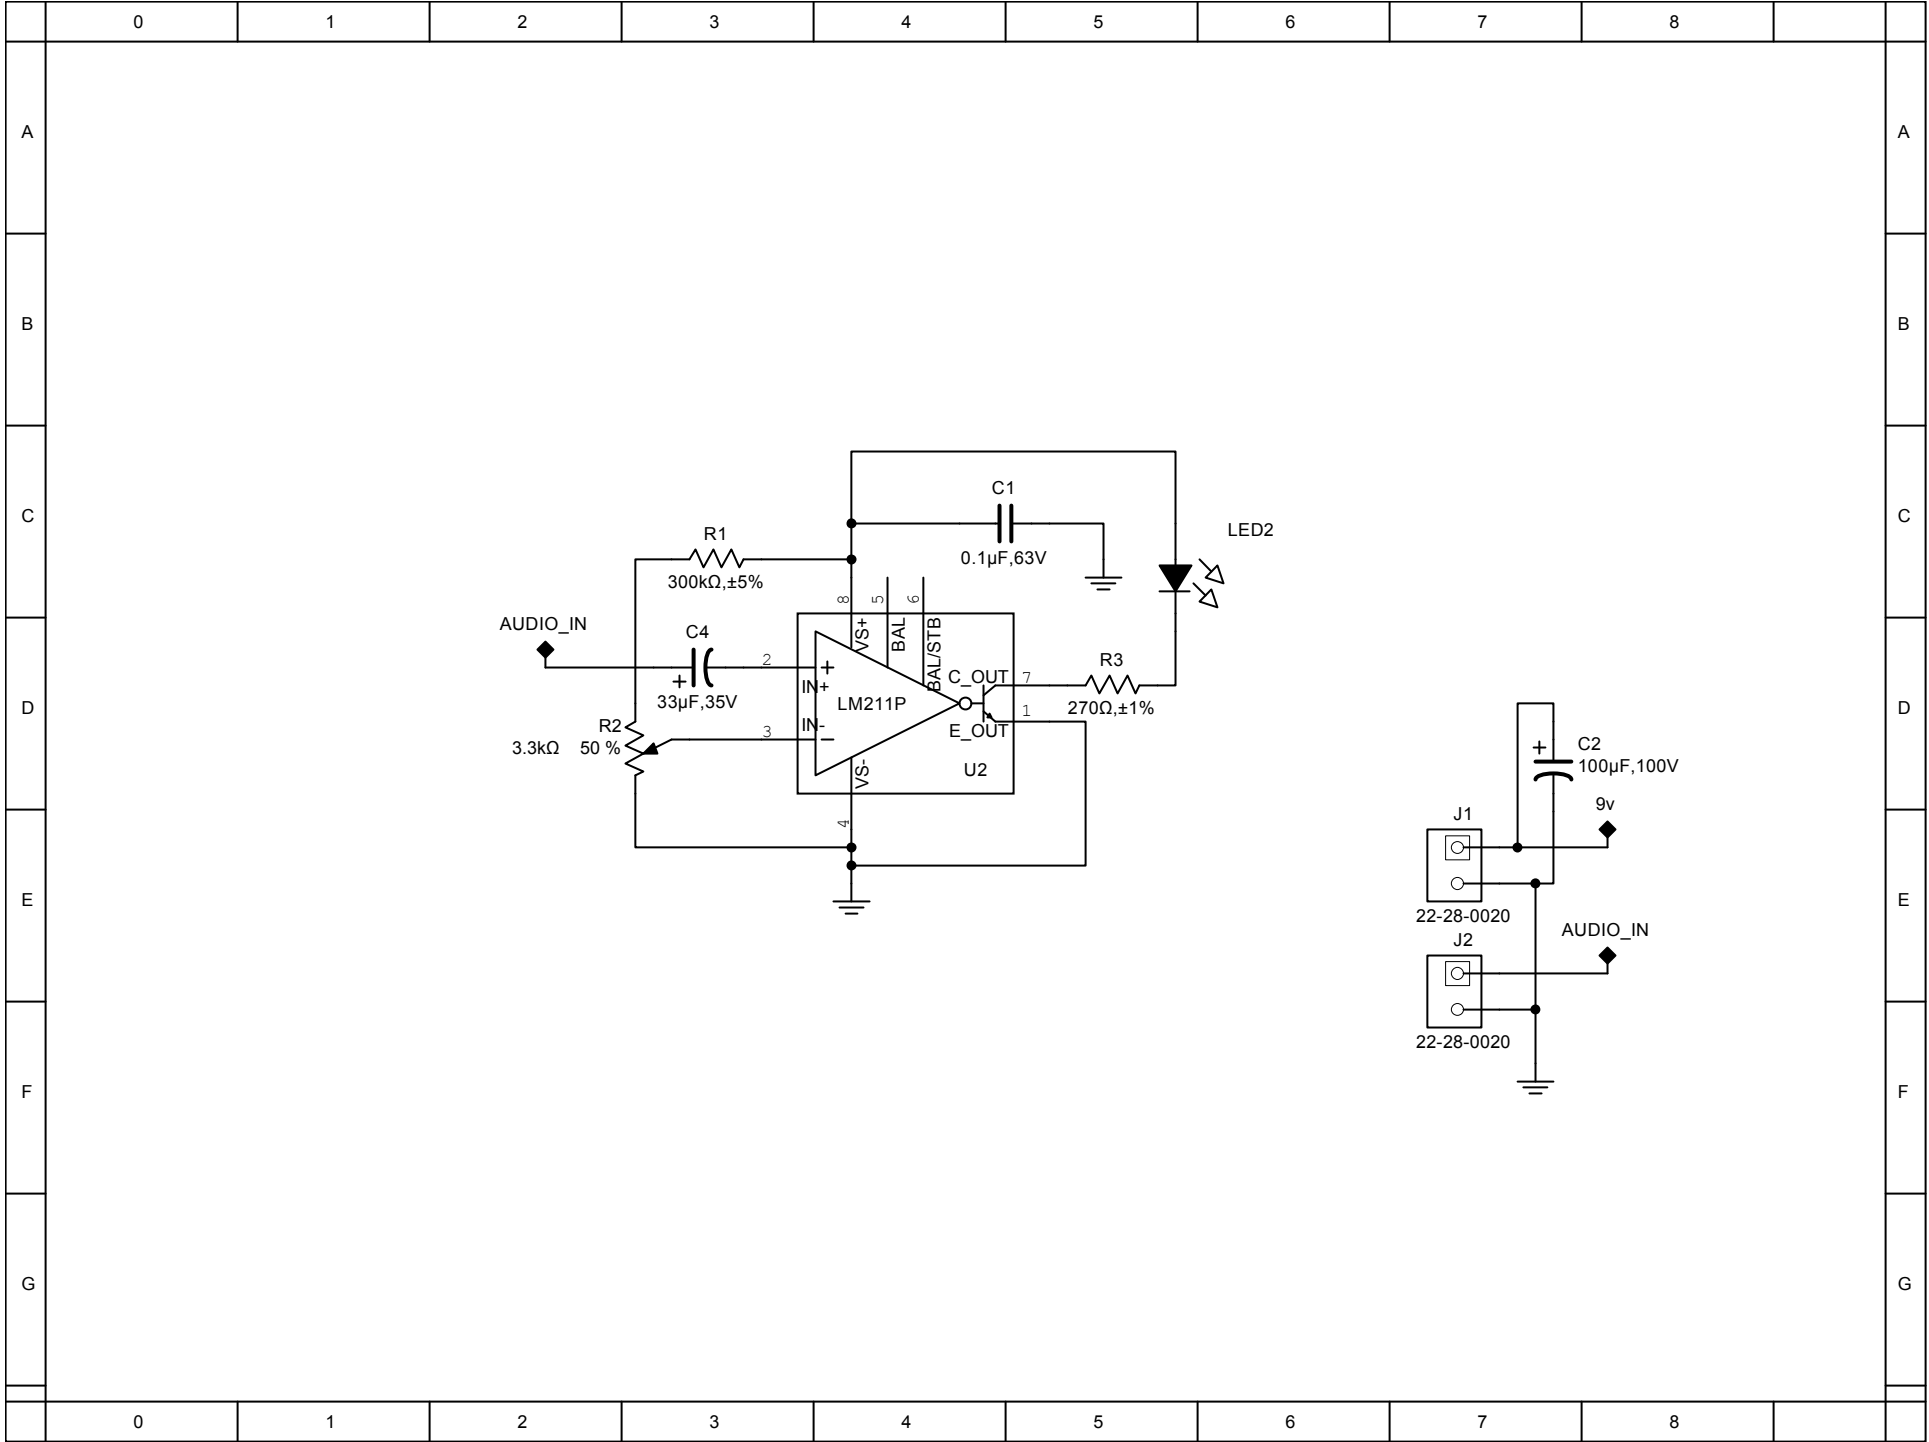 0 1 2 3 4 5 6 7 8
A A
B B
C1
C C
LED2
R1
0.1µF,63V
300kΩ,±5%
8 5 6
AUDIO_IN
C4
VS+ BAL BAL/STB
2 +
R3
IN+
C_OUT 7
+
33µF,35V
LM211P
270Ω,±1%
D D
1
R2
IN-
3 −
E_OUT
3.3kΩ 50 %
+ C2
100µF,100V
VS-
U2
9v
J1
4
E E
22-28-0020
AUDIO_IN
J2
22-28-0020
F F
G G
0 1 2 3 4 5 6 7 8